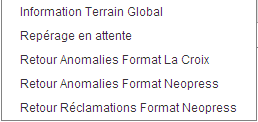 Information Terrain Global
Repérage en attente
Retour Anomalies Format La Croix
Retour Anomalies Format Neopress
Retour Réclamations Format Neopress